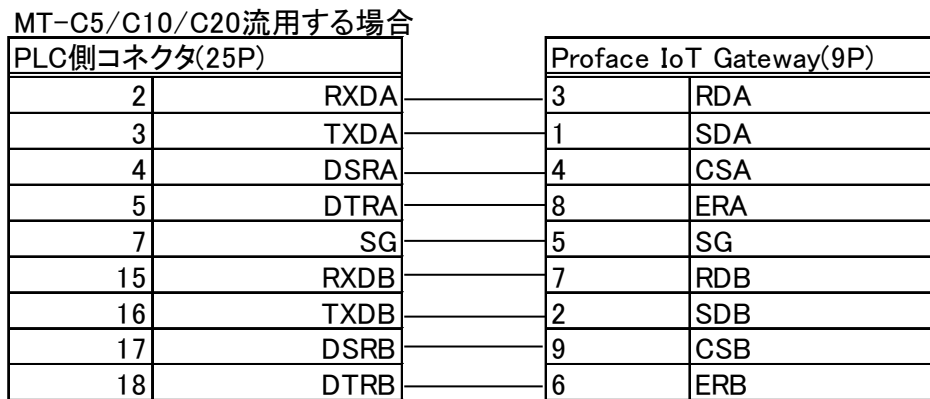 MT-C5/C10/C20流用する場合
PLC側コネクタ(25P) Proface IoT Gateway(9P)
2 RXDA 3 RDA
3 TXDA 1 SDA
4 DSRA 4 CSA
5 DTRA 8 ERA
7 SG 5 SG
15 RXDB 7 RDB
16 TXDB 2 SDB
17 DSRB 9 CSB
18 DTRB 6 ERB